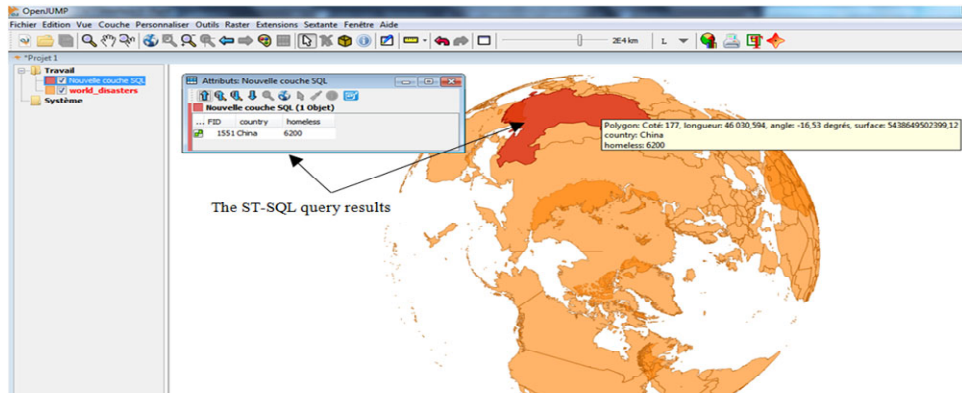 OpenJUMP
Fichier Edition Vue Couche Personnaliser Outils Raster Extensions Sextante Fenêtre Aide
2E4 km L
*Projet 1
Travail
Nouvelle couche SQL
world_disasters
Système
Attributs: Nouvelle couche SQL
Nouvelle couche SQL (1 Objet)
... FID country homeless
1551 China 6200
Polygon: Coté: 177, longueur: 46 030,594, angle: -16,53 degrés, surface: 5438649502399,12
country: China
homeless: 6200
The ST-SQL query results